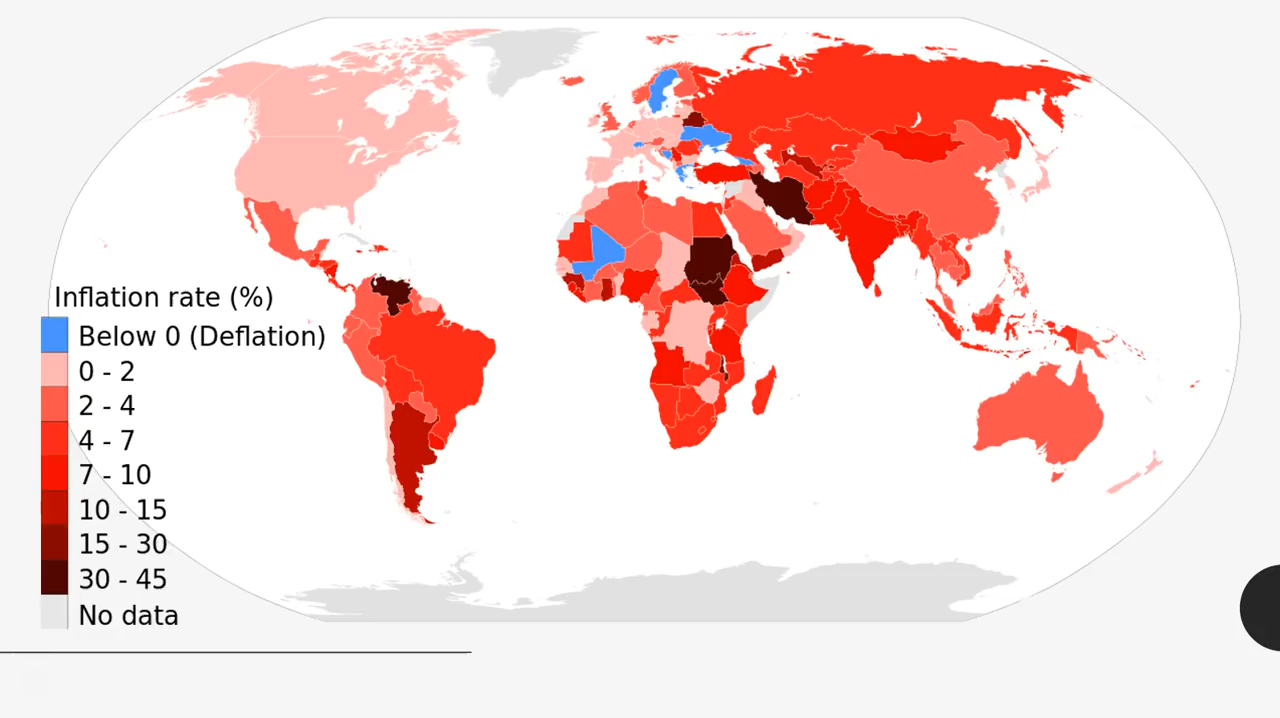 Inflation rate (%)
Below 0 (Deflation)
0 - 2
2 - 4
4 - 7
7 - 10
10 - 15
15 - 30
30 - 45
No data